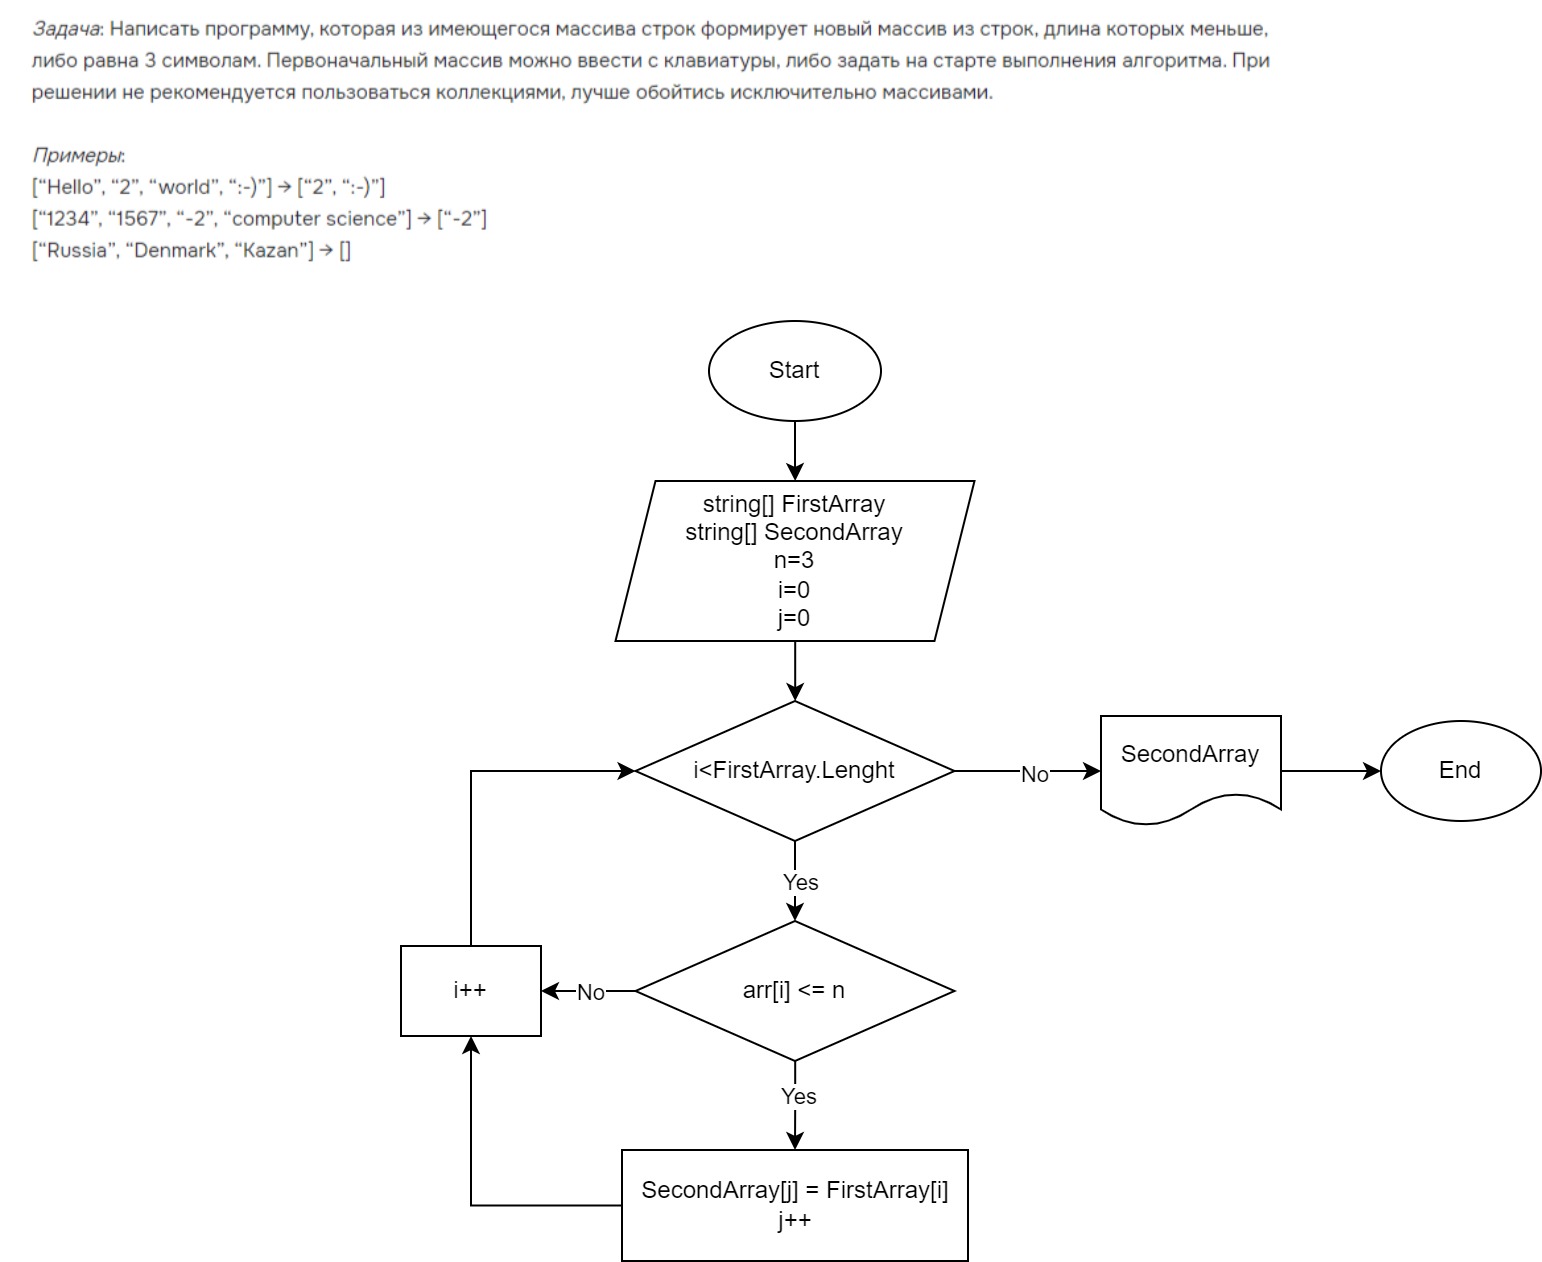 Задача: Написать программу, которая из имеющегося массива строк формирует новый массив из строк, длина которых меньше,
либо равна 3 символам. Первоначальный массив можно ввести с клавиатуры, либо задать на старте выполнения алгоритма. При
решении не рекомендуется пользоваться коллекциями, лучше обойтись исключительно массивами.
Примеры:
[“Hello”, “2”, “world”, “:-)”] → [“2”, “:-)”]
[“1234”, “1567”, “-2”, “computer science”] → [“-2”]
[“Russia”, “Denmark”, “Kazan”] → []
Start
string[] FirstArray
string[] SecondArray
n=3
i=0
j=0
i<FirstArray.Lenght
No
SecondArray
End
Yes
i++
No
arr[i] <= n
Yes
SecondArray[j] = FirstArray[i]
j++